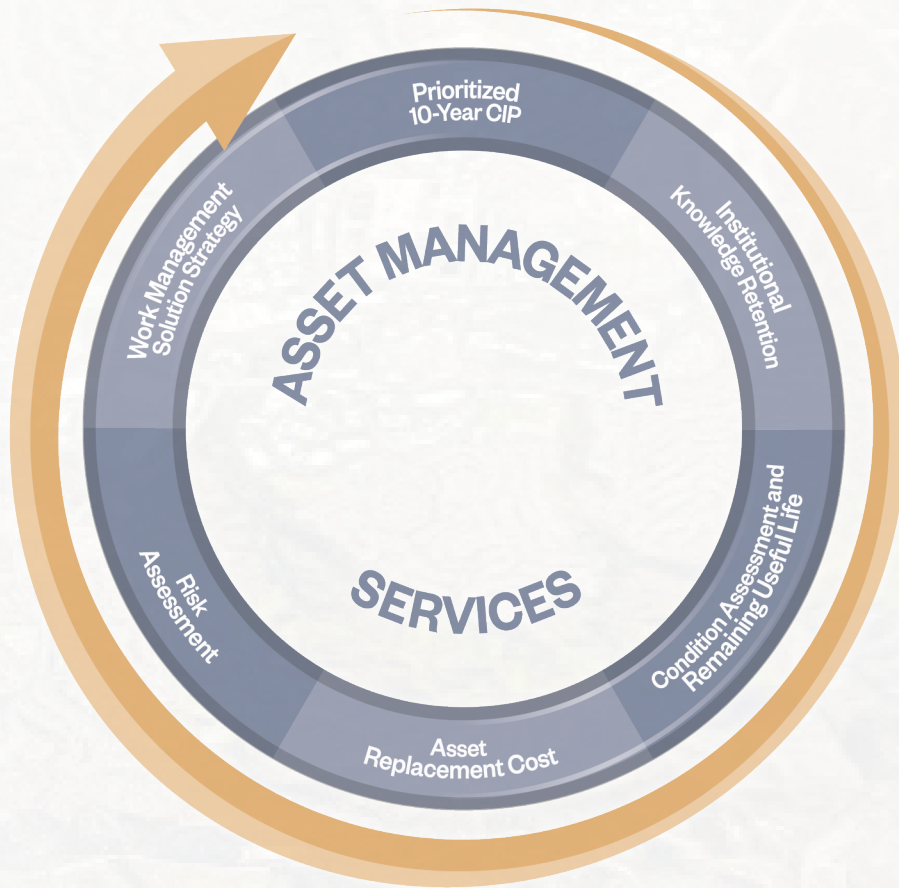 Prioritized
10-Year CIP
Institutional
Knowledge Retention
Condition Assessment and
Remaining Useful Life
Asset
Replacement Cost
Risk
Assessment
Work Management
Solution Strategy
ASSET MANAGEMENT
SERVICES